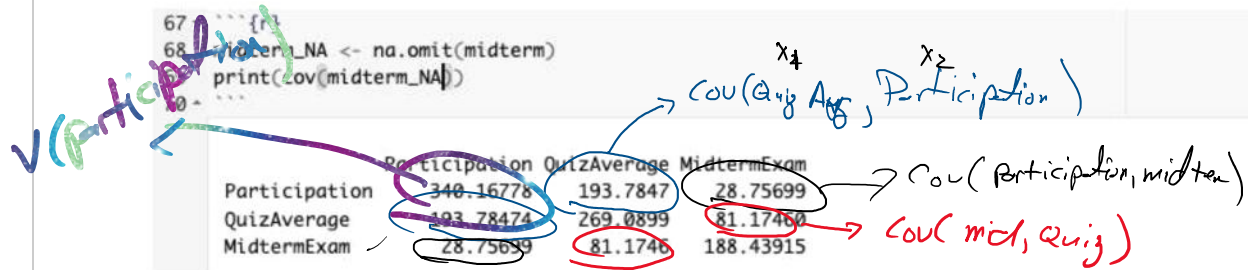 67 ```{r}
68 midterm_NA <- na.omit(midterm)
print(cov(midterm_NA))
```
V(participation)
X1 X2
Cov(Quiz Avg, Participation)
Participation QuizAverage MidtermExam
Participation 340.16778 193.7847 28.75699
QuizAverage 193.78474 269.0899 81.17460
MidtermExam 28.75699 81.1746 188.43915
Cov(participation, midterm)
Cov(mid, Quiz)